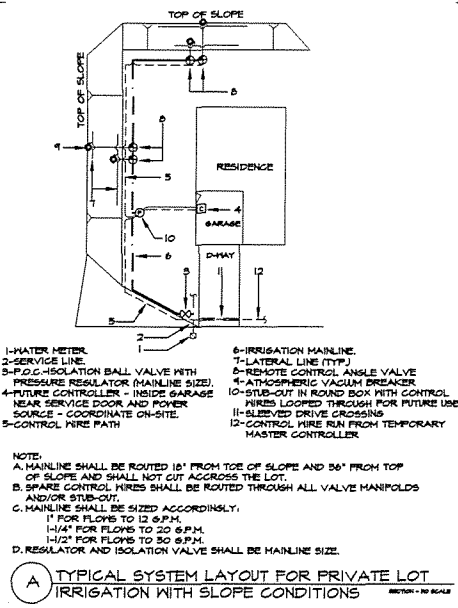 TOP OF SLOPE
TOP OF SLOPE
8
9
8
RESIDENCE
7
5
C
4
GARAGE
P
10
D-WAY
6
3
11
12
5
2
1
1-WATER METER
2-SERVICE LINE.
3-P.O.C.-ISOLATION BALL VALVE WITH
PRESSURE REGULATOR (MAINLINE SIZE).
4-FUTURE CONTROLLER - INSIDE GARAGE
NEAR SERVICE DOOR AND POWER
SOURCE - COORDINATE ON-SITE.
5-CONTROL WIRE PATH
6-IRRIGATION MAINLINE.
7-LATERAL LINE (TYP.)
8-REMOTE CONTROL ANGLE VALVE
9-ATMOSPHERIC VACUUM BREAKER
10-STUB-OUT IN ROUND BOX WITH CONTROL
WIRES LOOPED THROUGH FOR FUTURE USE
11-SLEEVED DRIVE CROSSING
12-CONTROL WIRE RUN FROM TEMPORARY
MASTER CONTROLLER
NOTE:
A. MAINLINE SHALL BE ROUTED 18" FROM TOE OF SLOPE AND 36" FROM TOP
OF SLOPE AND SHALL NOT CUT ACCROSS THE LOT.
B. SPARE CONTROL WIRES SHALL BE ROUTED THROUGH ALL VALVE MANIFOLDS
AND/OR STUB-OUT.
C. MAINLINE SHALL BE SIZED ACCORDINGLY:
1" FOR FLOWS TO 12 G.P.M.
1-1/4" FOR FLOWS TO 20 G.P.M.
1-1/2" FOR FLOWS TO 30 G.P.M.
D. REGULATOR AND ISOLATION VALVE SHALL BE MAINLINE SIZE.
A
TYPICAL SYSTEM LAYOUT FOR PRIVATE LOT
IRRIGATION WITH SLOPE CONDITIONS
SECTION - NO SCALE